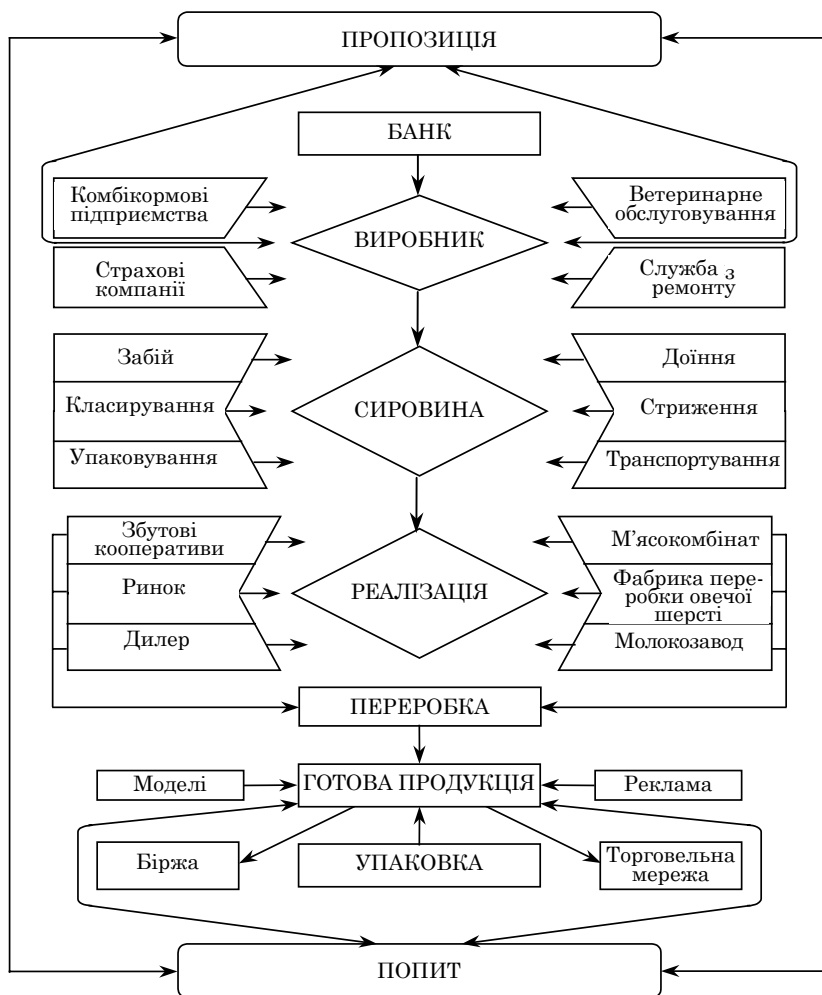 ПРОПОЗИЦІЯ
БАНК
Комбікормові
підприємства
Ветеринарне
обслуговування
ВИРОБНИК
Страхові
компанії
Служба з
ремонту
Забій
Доїння
Класирування
СИРОВИНА
Стриження
Упаковування
Транспортування
Збутові
кооперативи
М'ясокомбінат
Ринок
РЕАЛІЗАЦІЯ
Фабрика пере-
робки овечої
шерсті
Дилер
Молокозавод
ПЕРЕРОБКА
Моделі
ГОТОВА ПРОДУКЦІЯ
Реклама
Біржа
УПАКОВКА
Торговельна
мережа
ПОПИТ